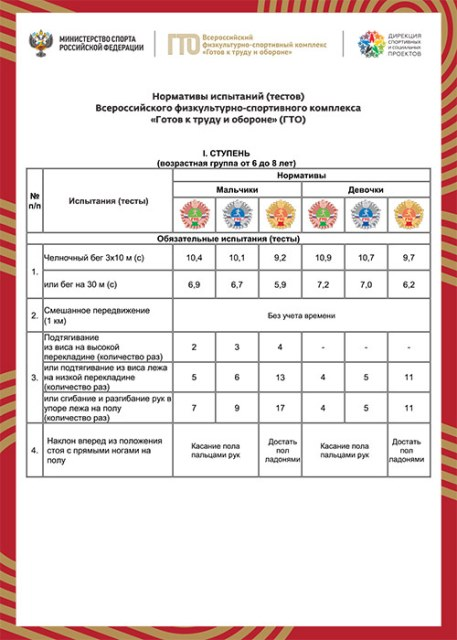 МИНИСТЕРСТВО СПОРТА
РОССИЙСКОЙ ФЕДЕРАЦИИ
ГТО
Всероссийский
физкультурно-спортивный комплекс
«Готов к труду и обороне»
ДИРЕКЦИЯ
СПОРТИВНЫХ
И СОЦИАЛЬНЫХ
ПРОЕКТОВ
Нормативы испытаний (тестов)
Всероссийского физкультурно-спортивного комплекса
«Готов к труду и обороне» (ГТО)
I. СТУПЕНЬ
(возрастная группа от 6 до 8 лет)
№ п/п Испытания (тесты) Нормативы
Мальчики Девочки
Обязательные испытания (тесты)
1. Челночный бег 3х10 м (с) 10,4 10,1 9,2 10,9 10,7 9,7
или бег на 30 м (с) 6,9 6,7 5,9 7,2 7,0 6,2
2. Смешанное передвижение
(1 км) Без учета времени
3. Подтягивание
из виса на высокой
перекладине (количество раз) 2 3 4 - - -
или подтягивание из виса лежа
на низкой перекладине
(количество раз) 5 6 13 4 5 11
или сгибание и разгибание рук в
упоре лежа на полу
(количество раз) 7 9 17 4 5 11
4. Наклон вперед из положения
стоя с прямыми ногами на
полу
Касание пола
пальцами рук
Достать
пол
ладонями
Касание пола
пальцами рук
Достать
пол
ладонями